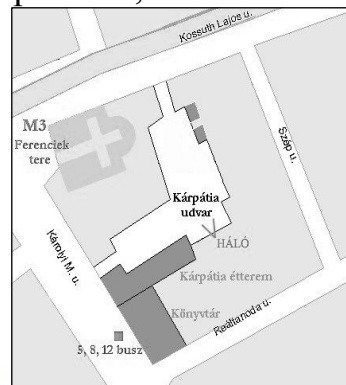 Kossuth Lajos u.
M3
Ferenciek
tere
Szép u.
Kárpátia
udvar
HÁLÓ
Károlyi M. u.
Kárpátia étterem
Könyvtár
Reáltanoda u.
5, 8, 12 busz